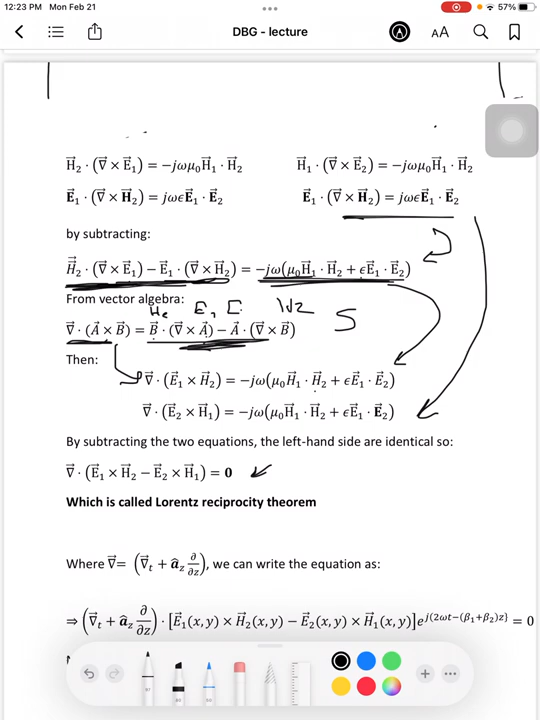 12:23 PM Mon Feb 21 57%
DBG - lecture
AA
H⃗₂ · (∇⃗ × E⃗₁) = −jωμ₀H⃗₁ · H⃗₂ H⃗₁ · (∇⃗ × E⃗₂) = −jωμ₀H⃗₁ · H⃗₂
E⃗₁ · (∇⃗ × H⃗₂) = jωϵE⃗₁ · E⃗₂ E⃗₁ · (∇⃗ × H⃗₂) = jωϵE⃗₁ · E⃗₂
by subtracting:
H⃗₂ · (∇⃗ × E⃗₁) − E⃗₁ · (∇⃗ × H⃗₂) = −jω(μ₀H⃗₁ · H⃗₂ + ϵE⃗₁ · E⃗₂)
From vector algebra:
∇⃗ · (A⃗ × B⃗) = B⃗ · (∇⃗ × A⃗) − A⃗ · (∇⃗ × B⃗)
Then:
∇⃗ · (E⃗₁ × H⃗₂) = −jω(μ₀H⃗₁ · H⃗₂ + ϵE⃗₁ · E⃗₂)
∇⃗ · (E⃗₂ × H⃗₁) = −jω(μ₀H⃗₁ · H⃗₂ + ϵE⃗₁ · E⃗₂)
By subtracting the two equations, the left-hand side are identical so:
∇⃗ · (E⃗₁ × H⃗₂ − E⃗₂ × H⃗₁) = 0
Which is called Lorentz reciprocity theorem
Where ∇⃗= (∇⃗ₜ + â_z ∂/∂z), we can write the equation as:
⇒ (∇⃗ₜ + â_z ∂/∂z) · [E⃗₁(x, y) × H⃗₂(x, y) − E⃗₂(x, y) × H⃗₁(x, y)]e^{j(2ωt−(β₁+β₂)z} = 0